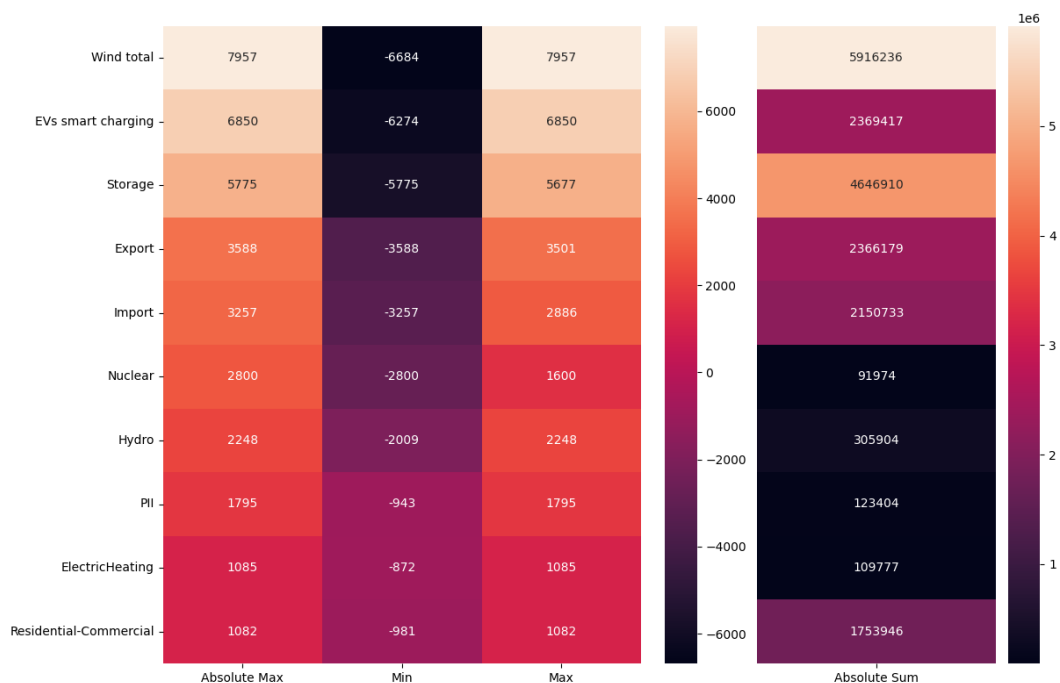 1e6
Wind total 7957 -6684 7957 5916236
6000
5
EVs smart charging 6850 -6274 6850 2369417
Storage 5775 -5775 5677 4646910
4000
4
Export 3588 -3588 3501 2366179
2000
Import 3257 -3257 2886 2150733
3
0
Nuclear 2800 -2800 1600 91974
Hydro 2248 -2009 2248 305904
−2000
2
PII 1795 -943 1795 123404
−4000
1
ElectricHeating 1085 -872 1085 109777
Residential-Commercial 1082 -981 1082 1753946
−6000
Absolute Max Min Max Absolute Sum